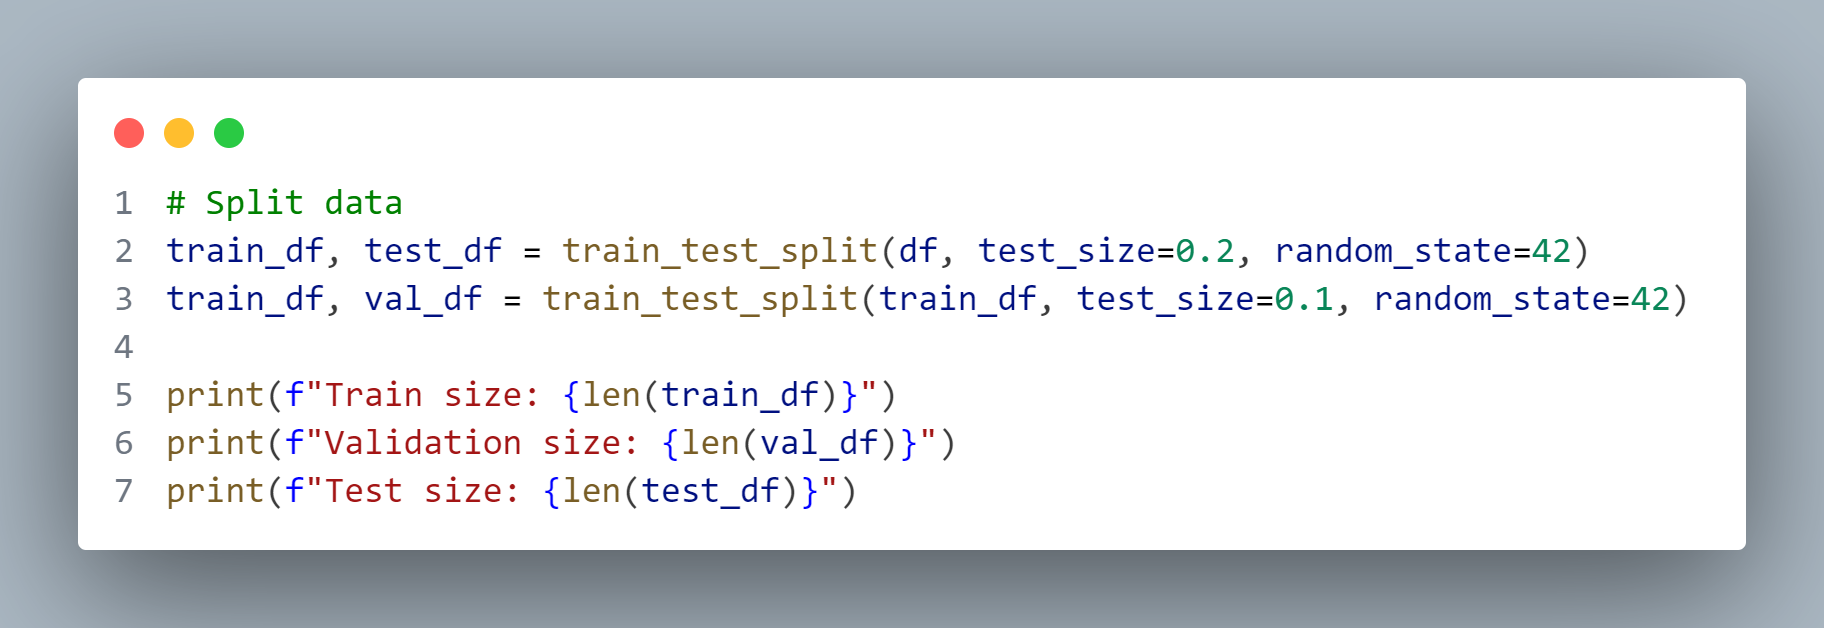 1 # Split data
2 train_df, test_df = train_test_split(df, test_size=0.2, random_state=42)
3 train_df, val_df = train_test_split(train_df, test_size=0.1, random_state=42)
4
5 print(f"Train size: {len(train_df)}")
6 print(f"Validation size: {len(val_df)}")
7 print(f"Test size: {len(test_df)}")